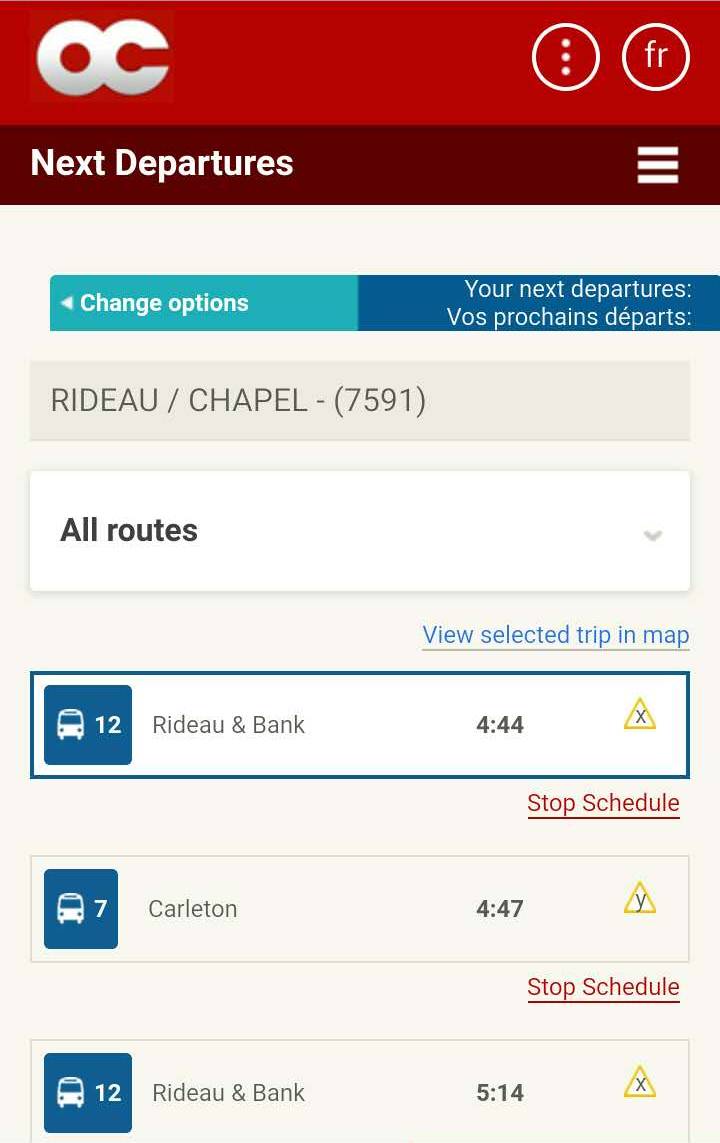 OC
fr
Next Departures
Change options
Your next departures:
Vos prochains départs:
RIDEAU / CHAPEL - (7591)
All routes
View selected trip in map
12 Rideau & Bank 4:44 x
Stop Schedule
7 Carleton 4:47 y
Stop Schedule
12 Rideau & Bank 5:14 x